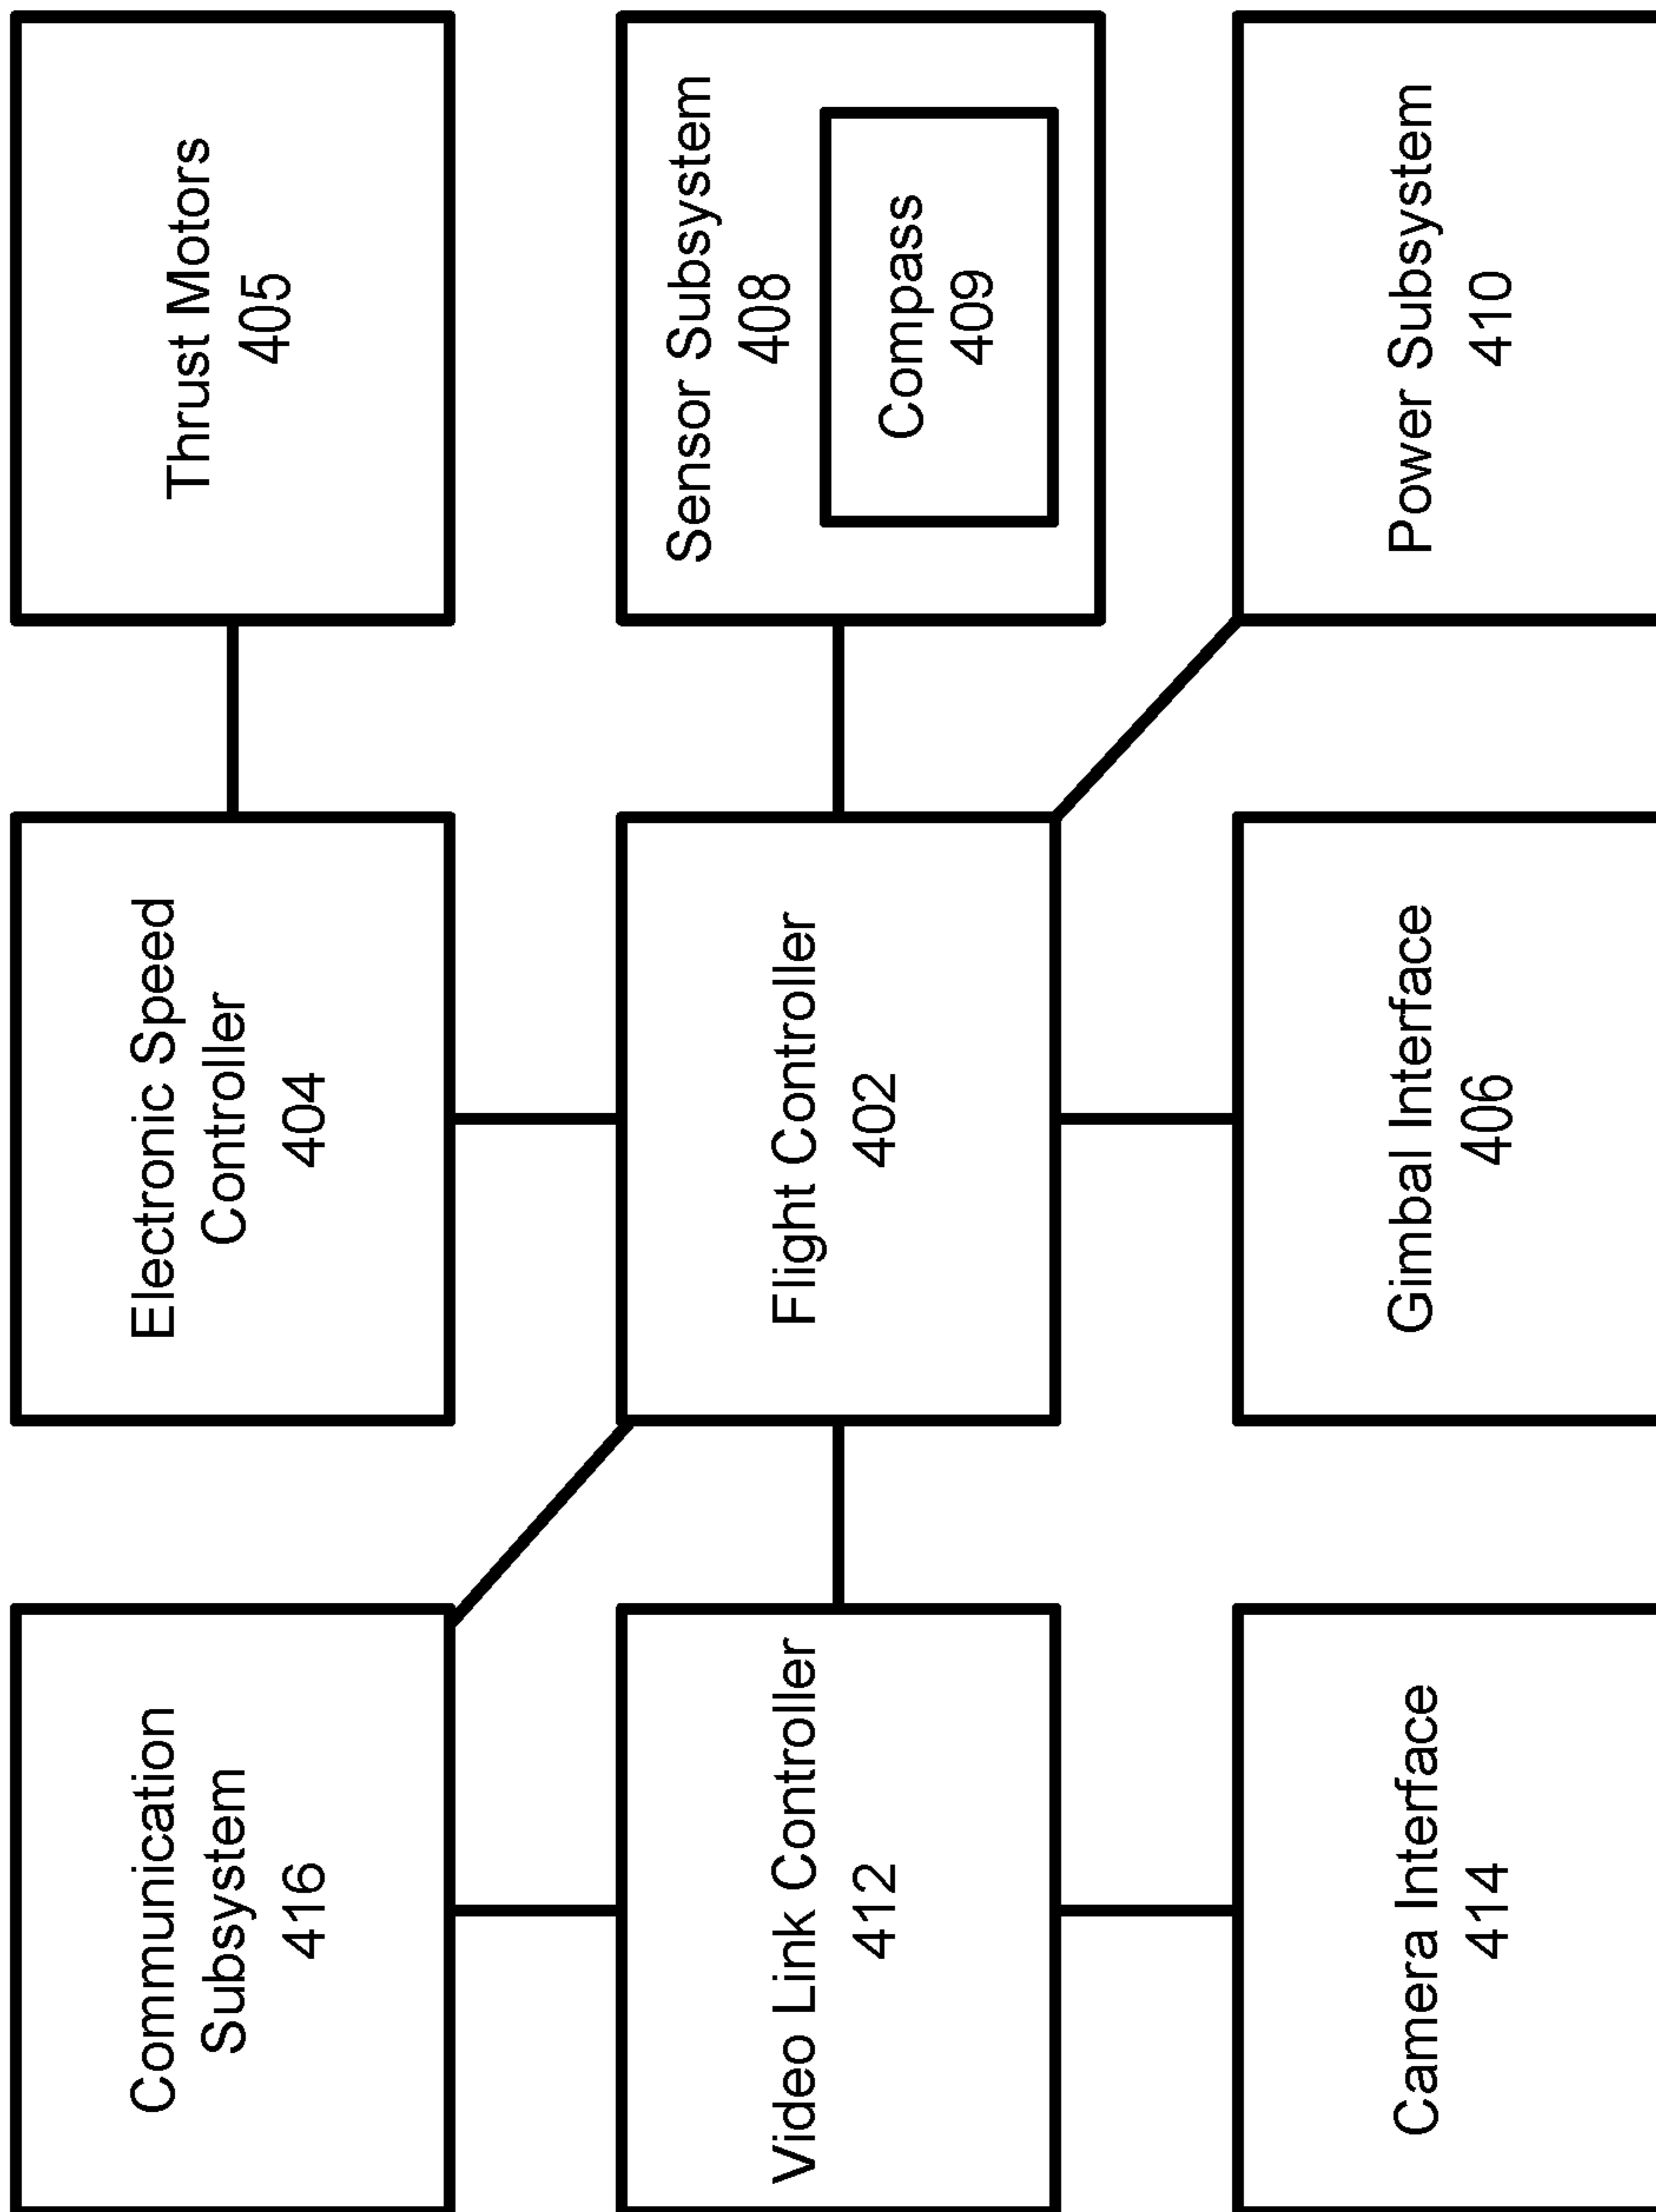 Communication
Subsystem
416
Electronic Speed
Controller
404
Thrust Motors
405
Video Link Controller
412
Flight Controller
402
Sensor Subsystem
408
Compass
409
Camera Interface
414
Gimbal Interface
406
Power Subsystem
410